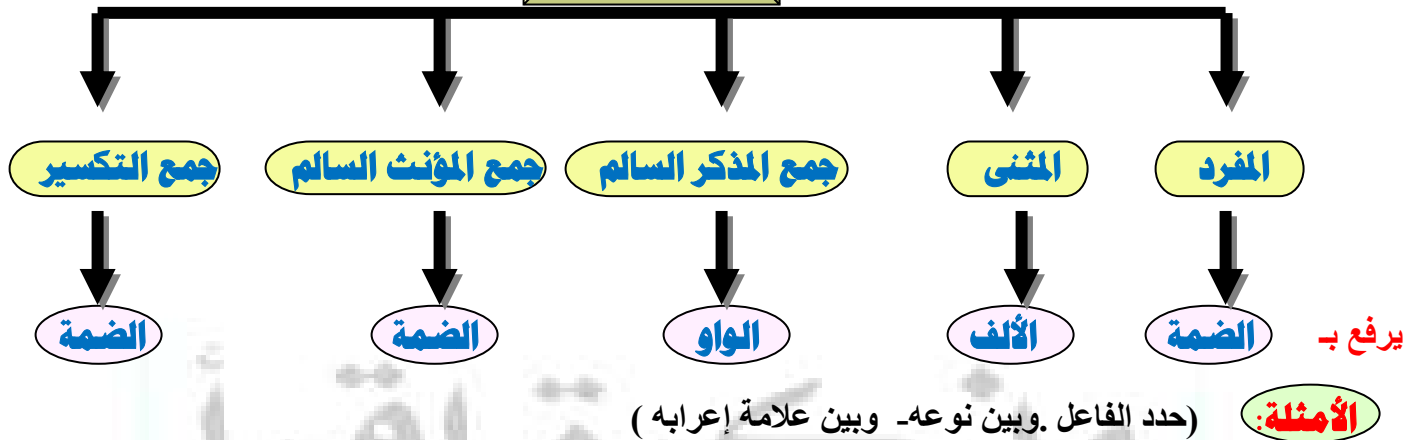 المفرد المثنى جمع المذكر السالم جمع المؤنث السالم جمع التكسير
يرفع بـ الضمة الألف الواو الضمة الضمة
الأمثلة: (حدد الفاعل .وبين نوعه- وبين علامة إعرابه )